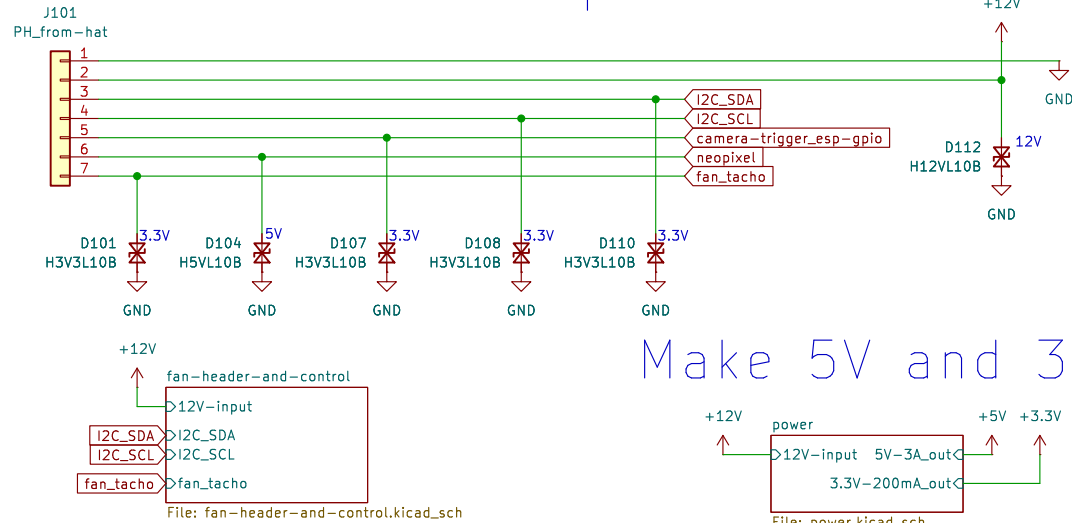 J101
PH_from-hat
+12V
1
2
3
4
5
6
7
I2C_SDA
I2C_SCL
camera-trigger_esp-gpio
neopixel
fan_tacho
GND
D112
H12VL10B
12V
GND
D101
H3V3L10B
3.3V
D104
H5VL10B
5V
D107
H3V3L10B
3.3V
D108
H3V3L10B
3.3V
D110
H3V3L10B
3.3V
GND
GND
GND
GND
GND
Make 5V and 3
+12V
fan-header-and-control
12V-input
I2C_SDA
I2C_SDA
I2C_SCL
I2C_SCL
fan_tacho
fan_tacho
File: fan-header-and-control.kicad_sch
+12V
power
+5V
+3.3V
12V-input
5V-3A_out
3.3V-200mA_out
File: power.kicad_sch